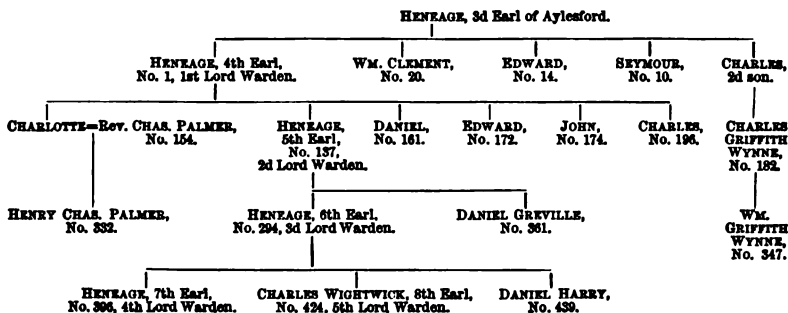 HENEAGE, 3d Earl of Aylesford.
HENEAGE, 4th Earl,
No. 1, 1st Lord Warden.
WM. CLEMENT,
No. 20.
EDWARD,
No. 14.
SEYMOUR,
No. 10.
CHARLES,
2d son.
CHARLOTTE=REV. CHAS. PALMER,
No. 154.
HENEAGE,
5th Earl,
No. 137,
2d Lord Warden.
DANIEL,
No. 161.
EDWARD,
No. 172.
JOHN,
No. 174.
CHARLES,
No. 196.
CHARLES
GRIFFITH
WYNNE,
No. 182.
HENRY CHAS. PALMER,
No. 332.
HENEAGE, 6th Earl,
No. 294, 3d Lord Warden.
DANIEL GREVILLE,
No. 361.
WM.
GRIFFITH
WYNNE,
No. 347.
HENEAGE, 7th Earl,
No. 396, 4th Lord Warden.
CHARLES WIGHTWICK, 8th Earl,
No. 424, 5th Lord Warden.
DANIEL HARRY,
No. 439.